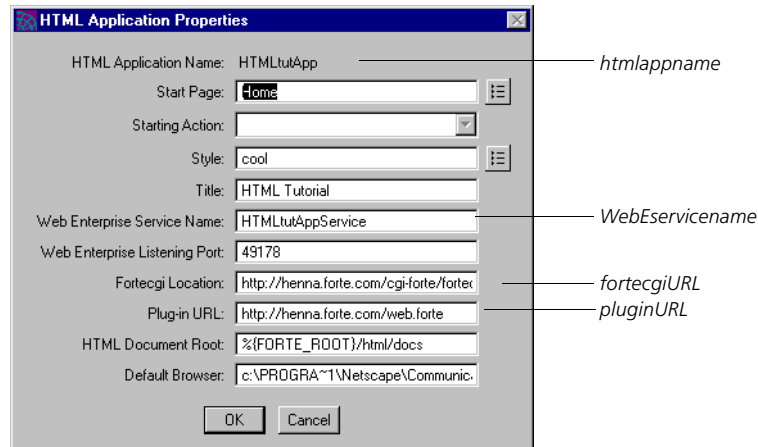 HTML Application Properties
HTML Application Name: HTMLtutApp htmlappname
Start Page: Home
Starting Action:
Style: cool
Title: HTML Tutorial
Web Enterprise Service Name: HTMLtutAppService WebEservicename
Web Enterprise Listening Port: 49178
Fortecgi Location: http://henna.forte.com/cgi-forte/fortec fortecgiURL
Plug-in URL: http://henna.forte.com/web.forte pluginURL
HTML Document Root: %{FORTE_ROOT}/html/docs
Default Browser: c:\PROGRA~1\Netscape\Communic
OK Cancel